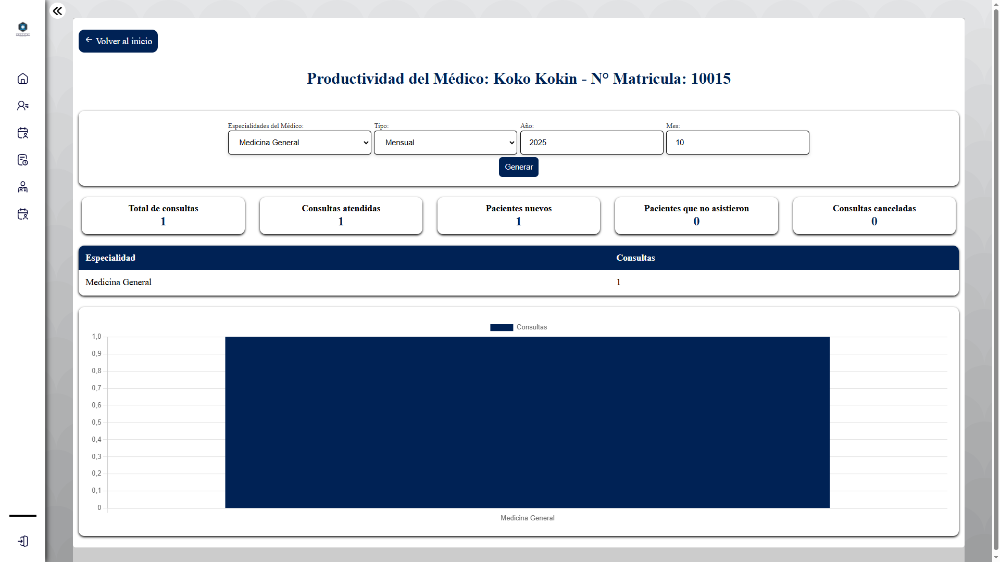 Volver al inicio
Productividad del Médico: Koko Kokin - N° Matricula: 10015
Especialidades del Médico: Tipo: Año: Mes:
Medicina General Mensual 2025 10
Generar
Total de consultas Consultas atendidas Pacientes nuevos Pacientes que no asistieron Consultas canceladas
1 1 1 0 0
Especialidad Consultas
Medicina General 1
Consultas
1,0
0,9
0,8
0,7
0,6
0,5
0,4
0,3
0,2
0,1
0
Medicina General